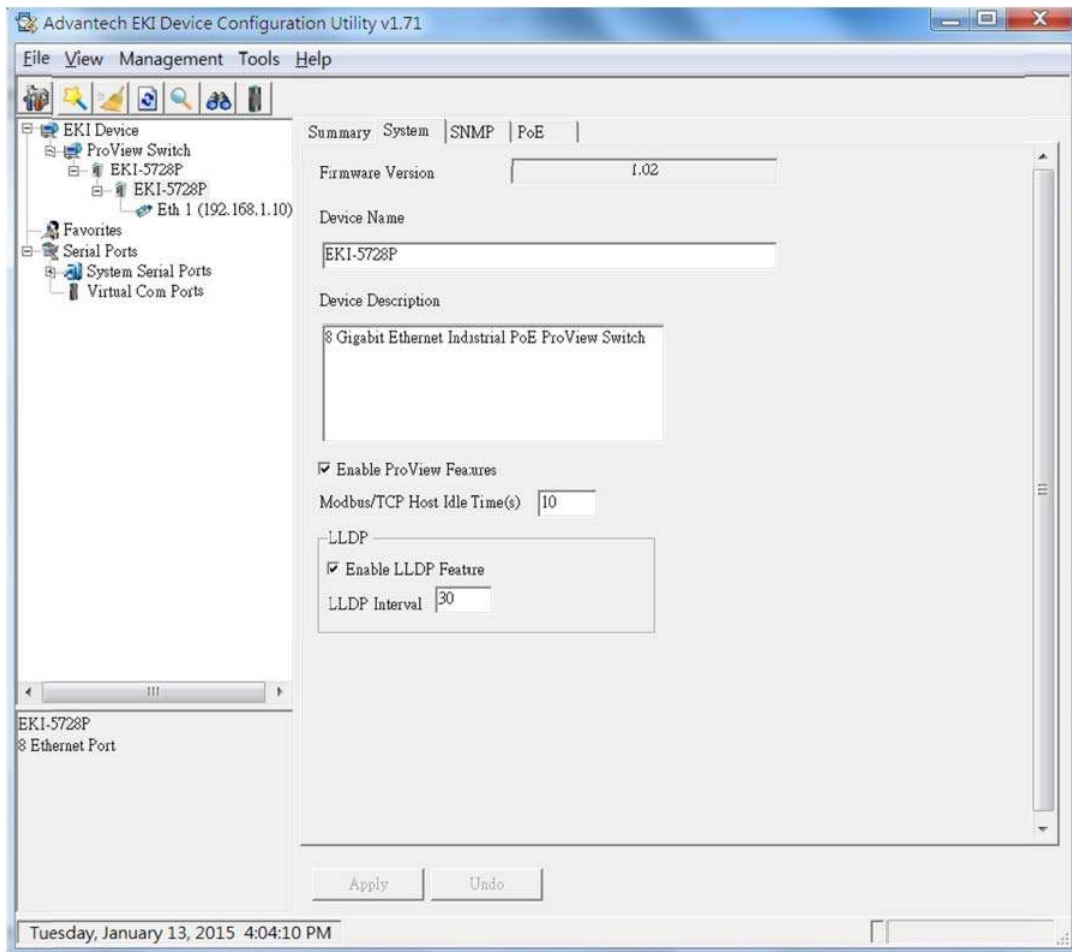 Advantech EKI Device Configuration Utility v1.71
File View Management Tools Help
EKI Device
ProView Switch
EKI-5728P
EKI-5728P
Eth 1 (192.168.1.10)
Favorites
Serial Ports
System Serial Ports
Virtual Com Ports
EKI-5728P
8 Ethernet Port
Summary System SNMP PoE
Firmware Version 1.02
Device Name
EKI-5728P
Device Description
8 Gigabit Ethernet Industrial PoE ProView Switch
Enable ProView Features
Modbus/TCP Host Idle Time(s) 10
LLDP
Enable LLDP Feature
LLDP Interval 30
Apply Undo
Tuesday, January 13, 2015 4:04:10 PM